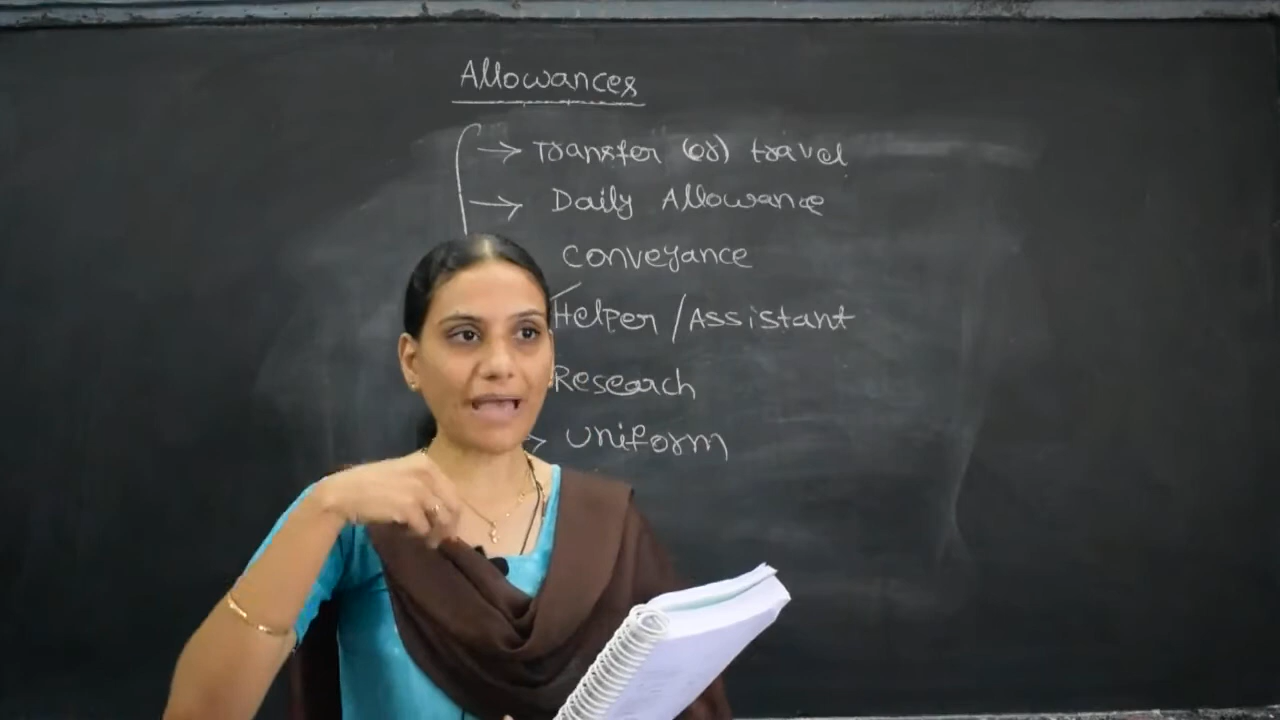 Allowances
→ Transfer (or) travel
→ Daily Allowance
Conveyance
Helper / Assistant
Research
→ Uniform